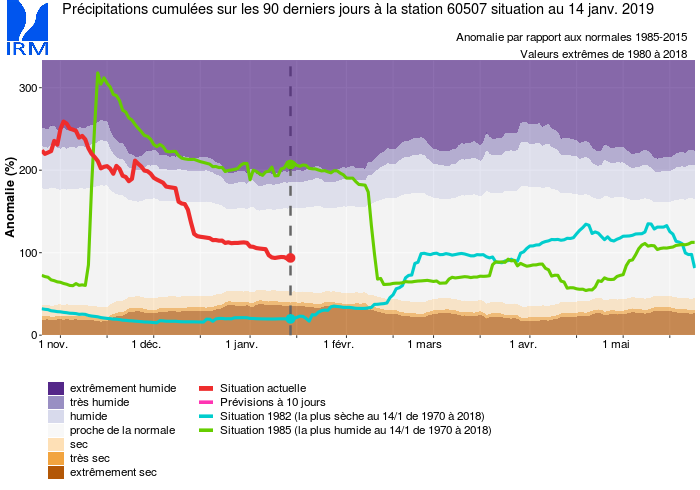 Précipitations cumulées sur les 90 derniers jours à la station 60507 situation au 14 janv. 2019
IRM
Anomalie par rapport aux normales 1985-2015
Valeurs extrêmes de 1980 à 2018
Anomalie (%)
300
200
100
0
1 nov. 1 déc. 1 janv. 1 févr. 1 mars 1 avr. 1 mai
extrêmement humide
très humide
humide
proche de la normale
sec
très sec
extrêmement sec
Situation actuelle
Prévisions à 10 jours
Situation 1982 (la plus sèche au 14/1 de 1970 à 2018)
Situation 1985 (la plus humide au 14/1 de 1970 à 2018)